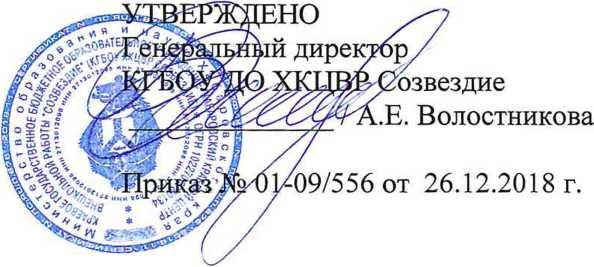 УТВЕРЖДЕНО
Генеральный директор
КГБОУ ДО ХКЦВР Созвездие
А.Е. Волостникова
Приказ № 01-09/556 от 26.12.2018 г.